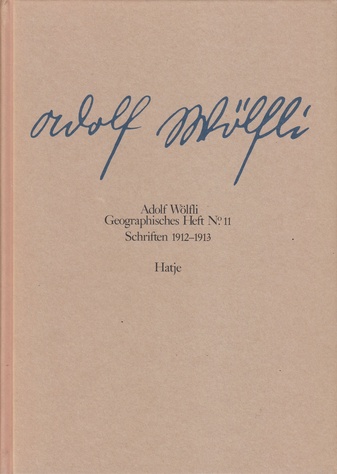 Adolf Wölfli
Adolf Wölfli
Geographisches Heft No. 11
Schriften 1912–1913
Hatje